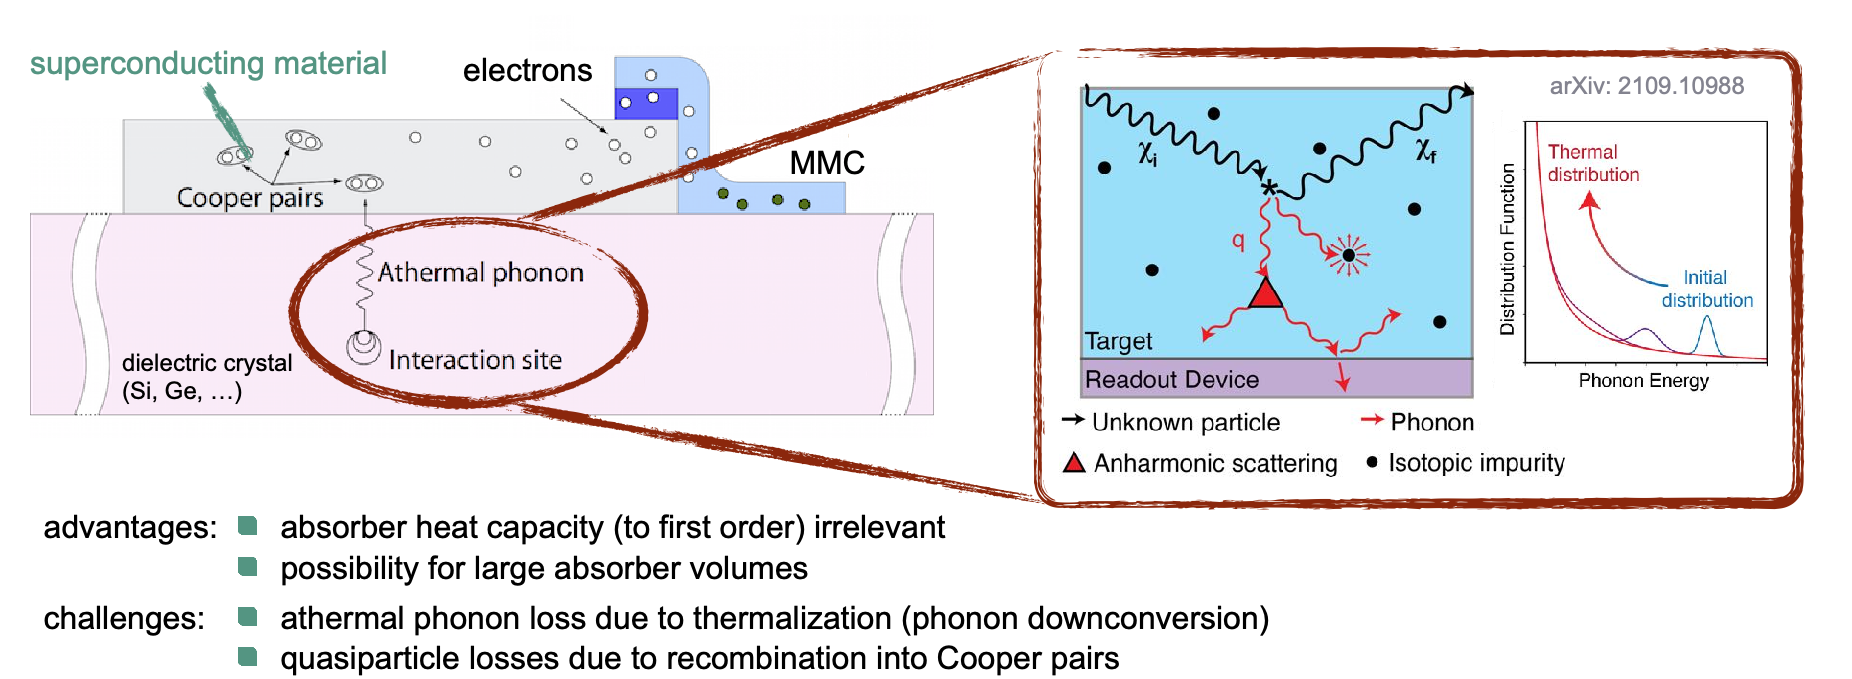 superconducting material
electrons
MMC
Cooper pairs
Athermal phonon
Interaction site
dielectric crystal
(Si, Ge, …)
arXiv: 2109.10988
χi
χf
q
Target
Readout Device
Unknown particle
Phonon
Anharmonic scattering
Isotopic impurity
Distribution Function
Thermal
distribution
Initial
distribution
Phonon Energy
advantages:
absorber heat capacity (to first order) irrelevant
possibility for large absorber volumes
challenges:
athermal phonon loss due to thermalization (phonon downconversion)
quasiparticle losses due to recombination into Cooper pairs